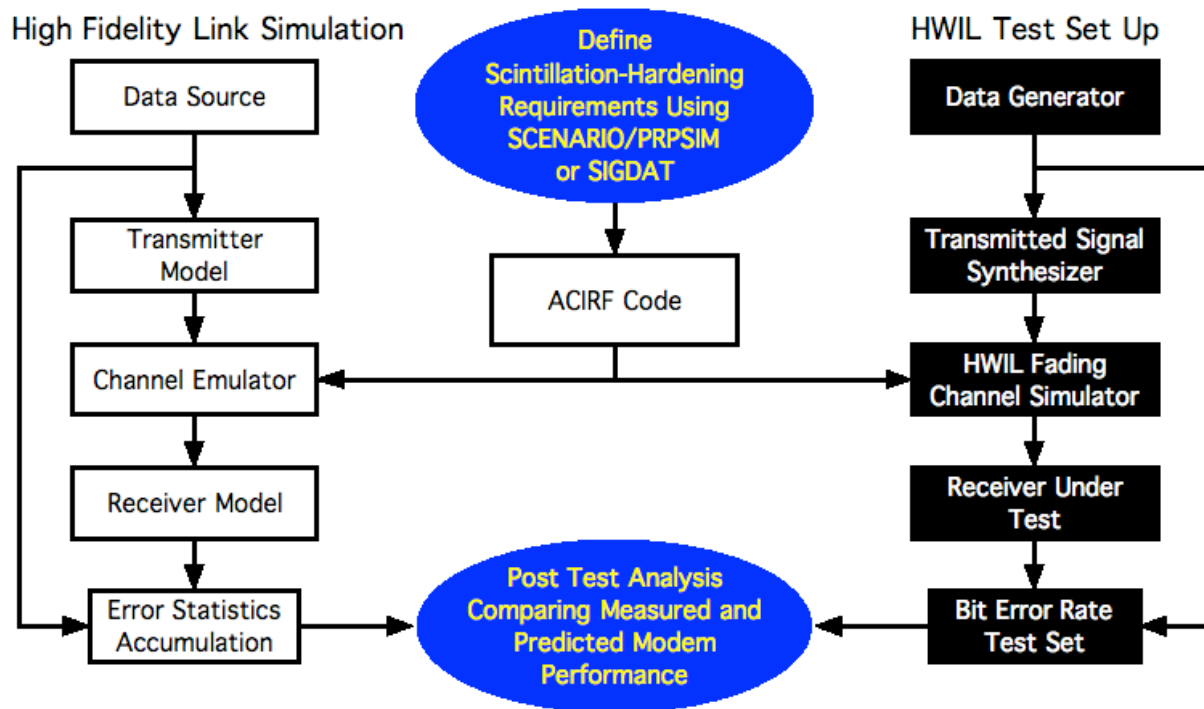 High Fidelity Link Simulation
Data Source
Transmitter
Model
Channel Emulator
Receiver Model
Error Statistics
Accumulation
Define
Scintillation-Hardening
Requirements Using
SCENARIO/PRPSIM
or SIGDAT
ACIRF Code
Post Test Analysis
Comparing Measured and
Predicted Modem
Performance
HWIL Test Set Up
Data Generator
Transmitted Signal
Synthesizer
HWIL Fading
Channel Simulator
Receiver Under
Test
Bit Error Rate
Test Set